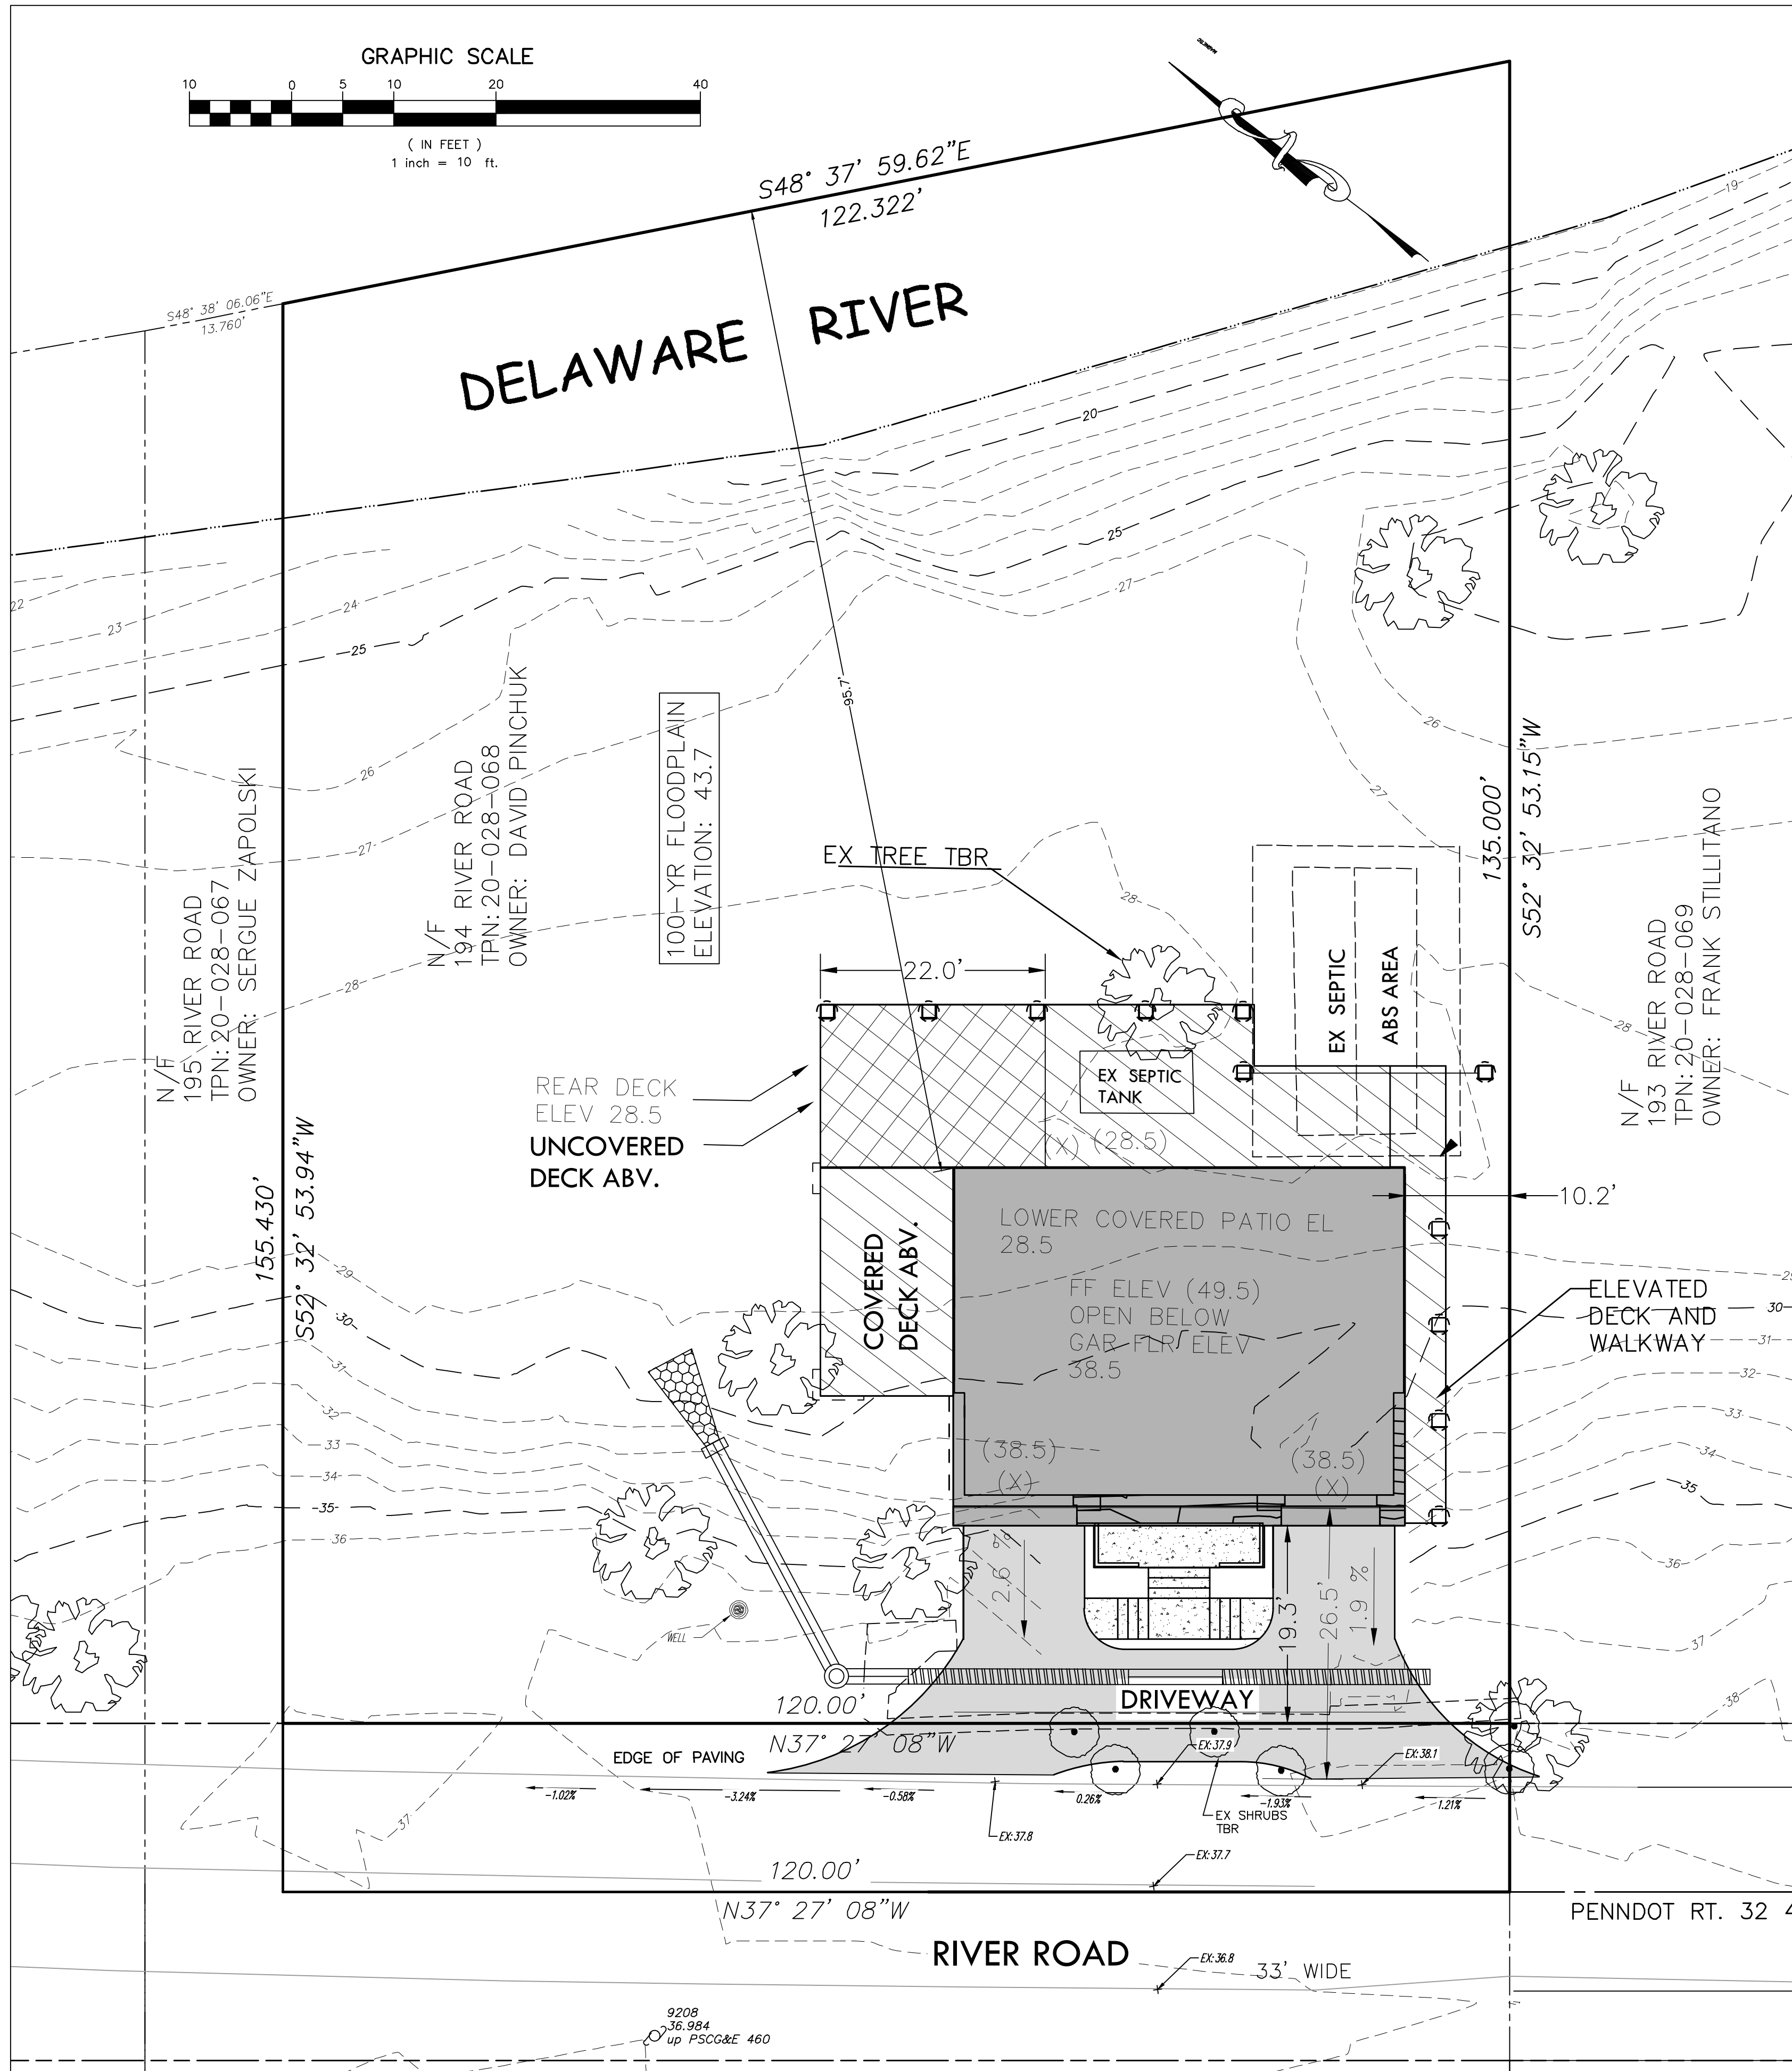 GRAPHIC SCALE
10 0 5 10 20 40
( IN FEET )
1 inch = 10 ft.
S48° 37' 59.62"E
122.322'
19
S48° 38' 06.06"E
13.760'
DELAWARE RIVER
20
25
27
22
23
24
25
26
27
28
95.7'
26
27
28
28
N/F
195 RIVER ROAD
TPN: 20-028-067
OWNER: SERGUE ZAPOLSKI
N/F
194 RIVER ROAD
TPN: 20-028-068
OWNER: DAVID PINCHUK
100-YR FLOODPLAIN
ELEVATION: 43.7
EX TREE TBR
135.000'
S52° 32' 53.15"W
N/F
193 RIVER ROAD
TPN: 20-028-069
OWNER: FRANK STILLITANO
22.0'
EX SEPTIC
ABS AREA
EX SEPTIC
TANK
REAR DECK
ELEV 28.5
UNCOVERED
DECK ABV.
(X) (28.5)
155.430'
S52° 32' 53.94"W
10.2'
LOWER COVERED PATIO EL
28.5
COVERED
DECK ABV.
FF ELEV (49.5)
OPEN BELOW
GAR FLR ELEV
38.5
ELEVATED
DECK AND
WALKWAY
29
30
31
32
33
34
35
36
29
30
31
32
33
34
35
36
37
38
(38.5)
(X)
(38.5)
(X)
2.6 %
19.3'
26.5'
1.9 %
WELL
DRIVEWAY
120.00'
N37° 27' 08"W
EDGE OF PAVING
EX:37.9
EX:38.1
-1.02%
-3.24%
-0.58%
0.26%
-1.93%
1.21%
EX SHRUBS
TBR
37
EX:37.8
EX:37.7
120.00'
N37° 27' 08"W
PENNDOT RT. 32 4
RIVER ROAD
EX:36.8
33' WIDE
9208
36.984
up PSCG&E 460